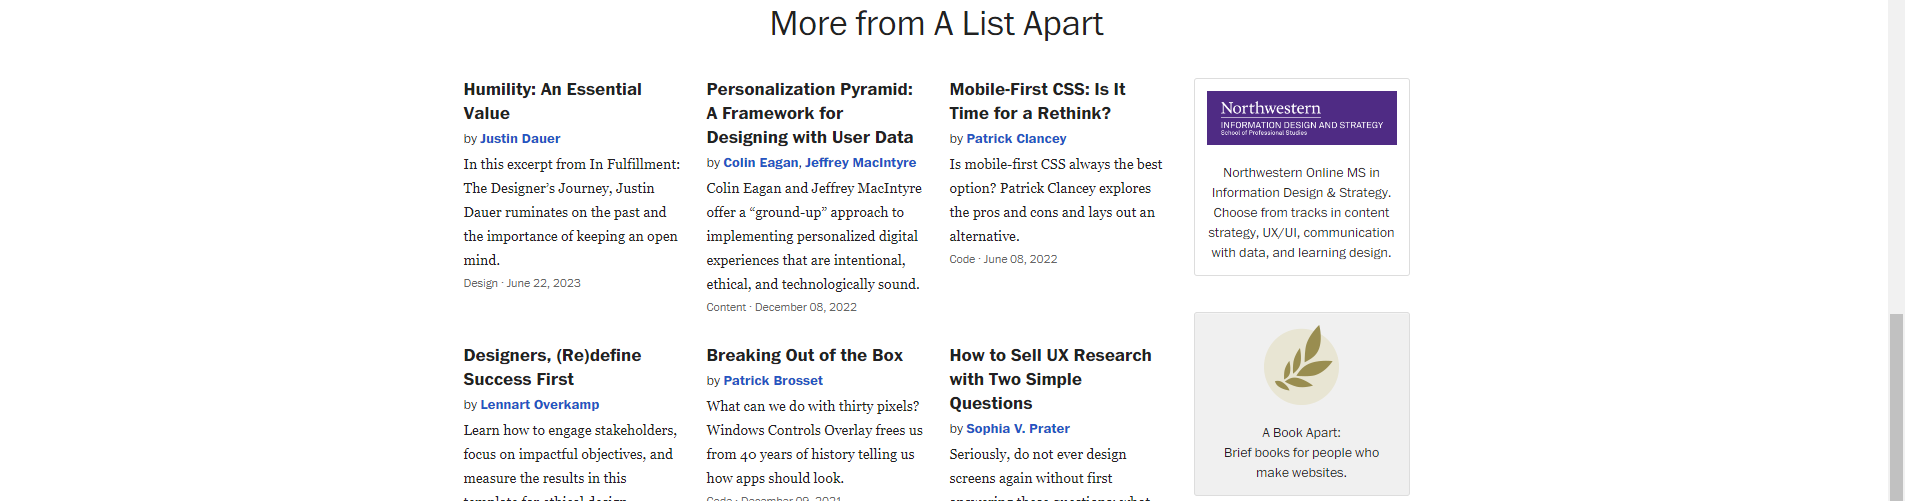 More from A List Apart
Humility: An Essential
Value
by Justin Dauer
In this excerpt from In Fulfillment:
The Designer’s Journey, Justin
Dauer ruminates on the past and
the importance of keeping an open
mind.
Design · June 22, 2023
Personalization Pyramid:
A Framework for
Designing with User Data
by Colin Eagan, Jeffrey MacIntyre
Colin Eagan and Jeffrey MacIntyre
offer a “ground-up” approach to
implementing personalized digital
experiences that are intentional,
ethical, and technologically sound.
Content · December 08, 2022
Mobile-First CSS: Is It
Time for a Rethink?
by Patrick Clancey
Is mobile-first CSS always the best
option? Patrick Clancey explores
the pros and cons and lays out an
alternative.
Code · June 08, 2022
Northwestern
INFORMATION DESIGN AND STRATEGY
School of Professional Studies
Northwestern Online MS in
Information Design & Strategy.
Choose from tracks in content
strategy, UX/UI, communication
with data, and learning design.
Designers, (Re)define
Success First
by Lennart Overkamp
Learn how to engage stakeholders,
focus on impactful objectives, and
measure the results in this
template for ethical design
Breaking Out of the Box
by Patrick Brosset
What can we do with thirty pixels?
Windows Controls Overlay frees us
from 40 years of history telling us
how apps should look.
Code · December 09, 2021
How to Sell UX Research
with Two Simple
Questions
by Sophia V. Prater
Seriously, do not ever design
screens again without first
answering these questions: what
A Book Apart:
Brief books for people who
make websites.